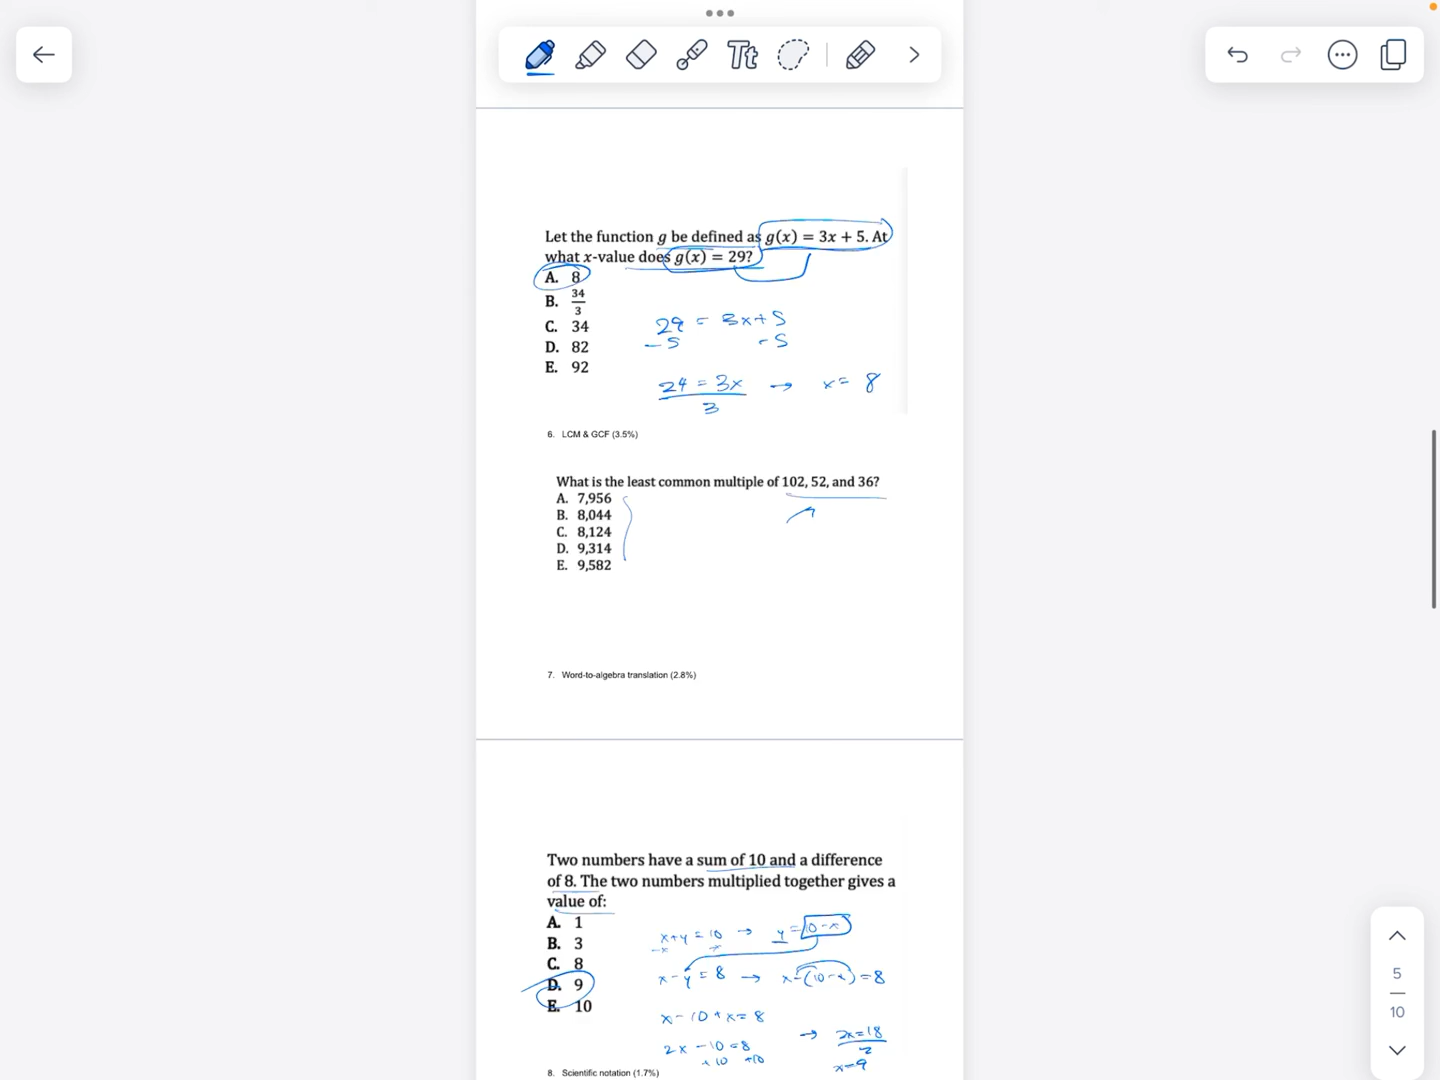 Tt
Let the function g be defined as g(x) = 3x + 5. At
what x-value does g(x) = 29?
A. 8
B. 34/3
C. 34
D. 82
E. 92
29 = 3x+5
-5 -5
24 = 3x → x = 8
3
6. LCM & GCF (3.5%)
What is the least common multiple of 102, 52, and 36?
A. 7,956
B. 8,044
C. 8,124
D. 9,314
E. 9,582
7. Word-to-algebra translation (2.8%)
Two numbers have a sum of 10 and a difference
of 8. The two numbers multiplied together gives a
value of:
A. 1
B. 3
C. 8
D. 9
E. 10
x+y = 10 → y = 10-x
-x
x-y = 8 → x-(10-x) = 8
x-10+x = 8
2x-10 = 8 → 2x=18
+10 +10 2
x=9
8. Scientific notation (1.7%)
5
10